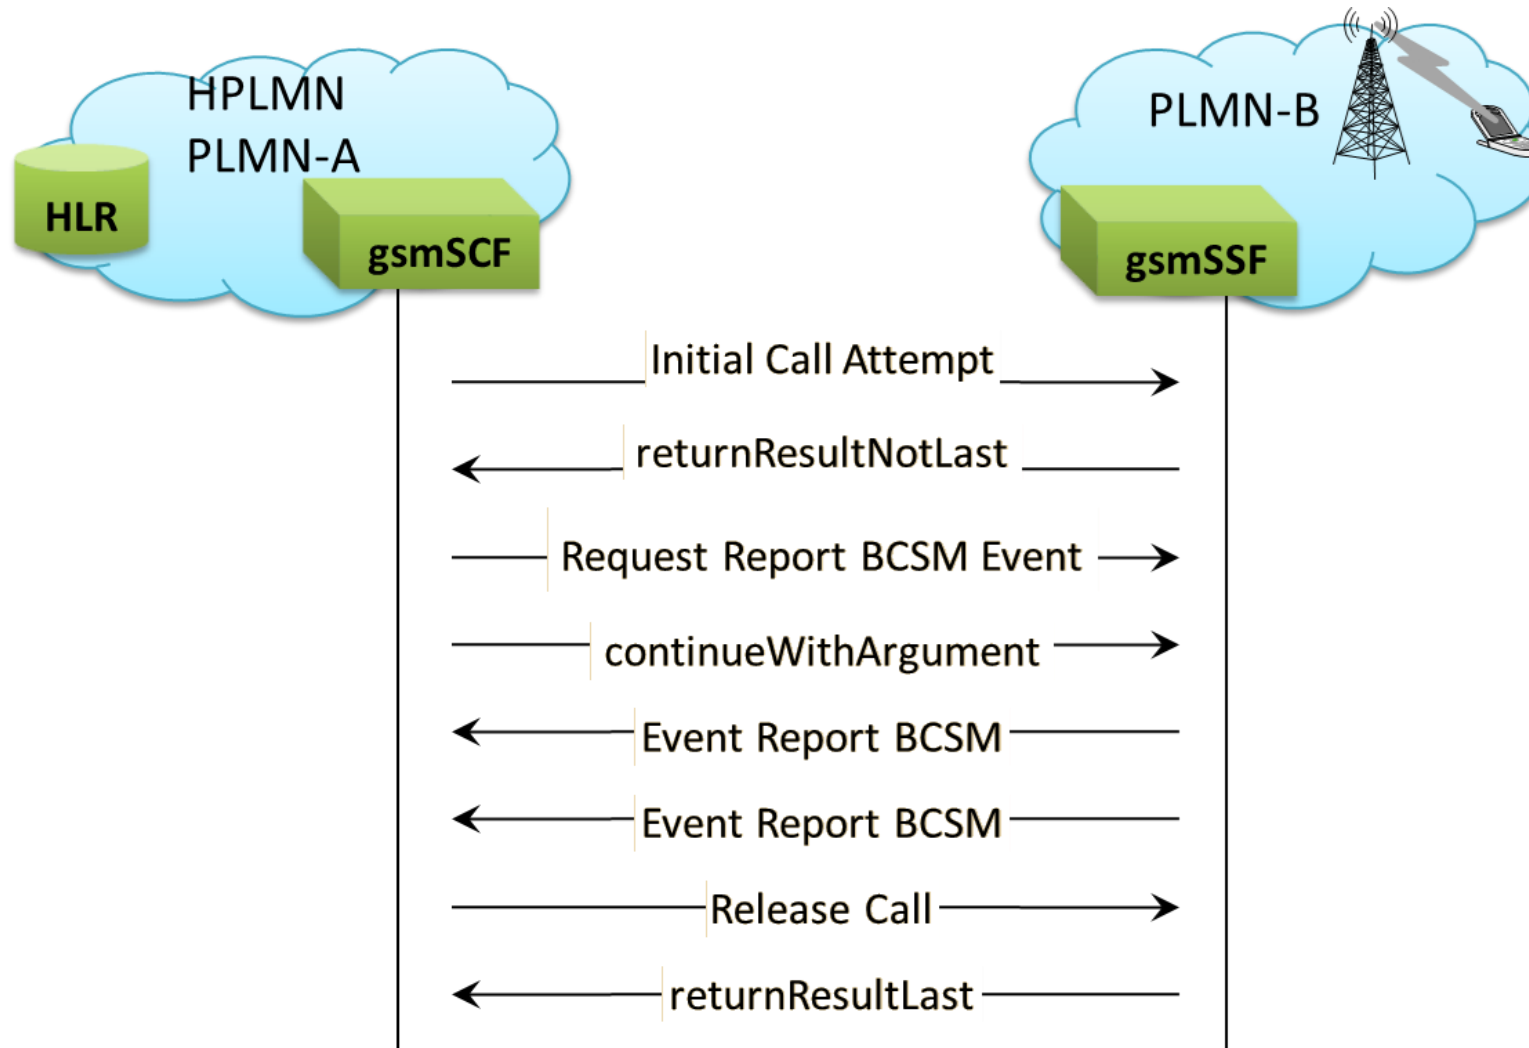 HPLMN
PLMN-A
HLR
gsmSCF
PLMN-B
gsmSSF
Initial Call Attempt
returnResultNotLast
Request Report BCSM Event
continueWithArgument
Event Report BCSM
Event Report BCSM
Release Call
returnResultLast